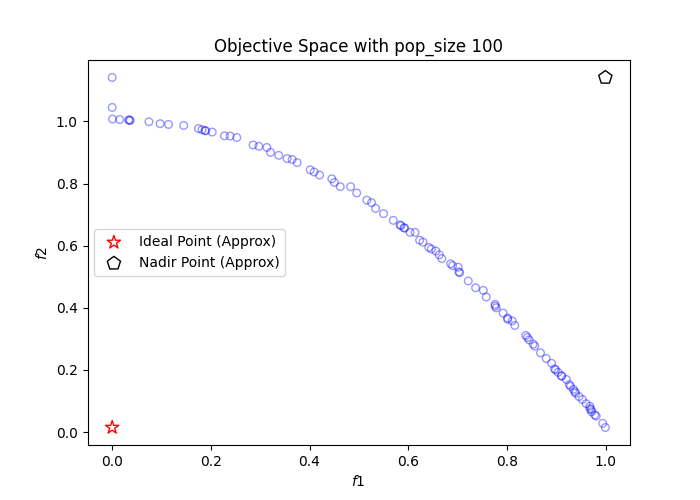 Objective Space with pop_size 100
f2
1.0
0.8
0.6
0.4
0.2
0.0
Ideal Point (Approx)
Nadir Point (Approx)
0.0 0.2 0.4 0.6 0.8 1.0
f1